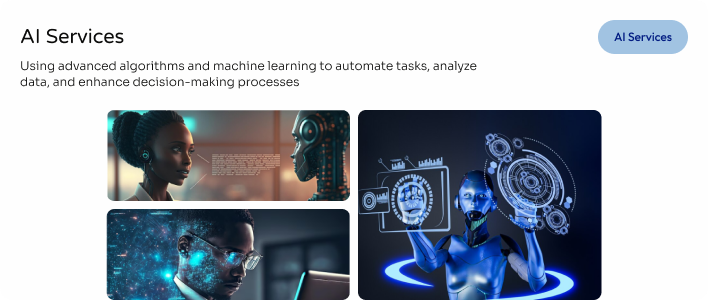 AI Services
AI Services
Using advanced algorithms and machine learning to automate tasks, analyze
data, and enhance decision-making processes